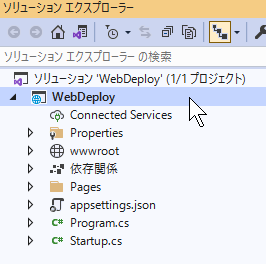 ソリューション エクスプローラー
ソリューション エクスプローラー の検索
ソリューション 'WebDeploy' (1/1 プロジェクト)
WebDeploy
Connected Services
Properties
wwwroot
依存関係
Pages
appsettings.json
C# Program.cs
C# Startup.cs